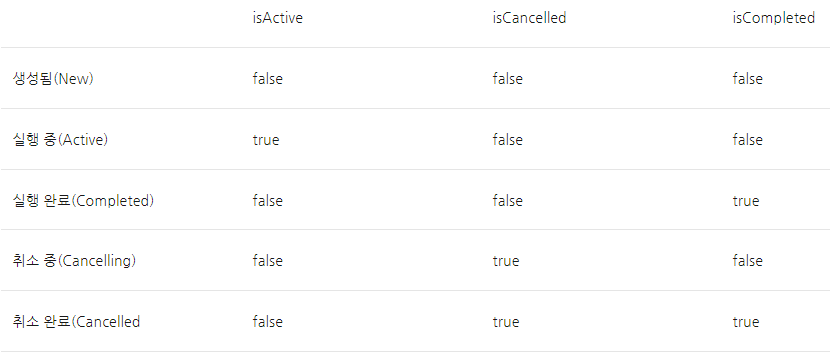 isActive isCancelled isCompleted
생성됨(New) false false false
실행 중(Active) true false false
실행 완료(Completed) false false true
취소 중(Cancelling) false true false
취소 완료(Cancelled false true true